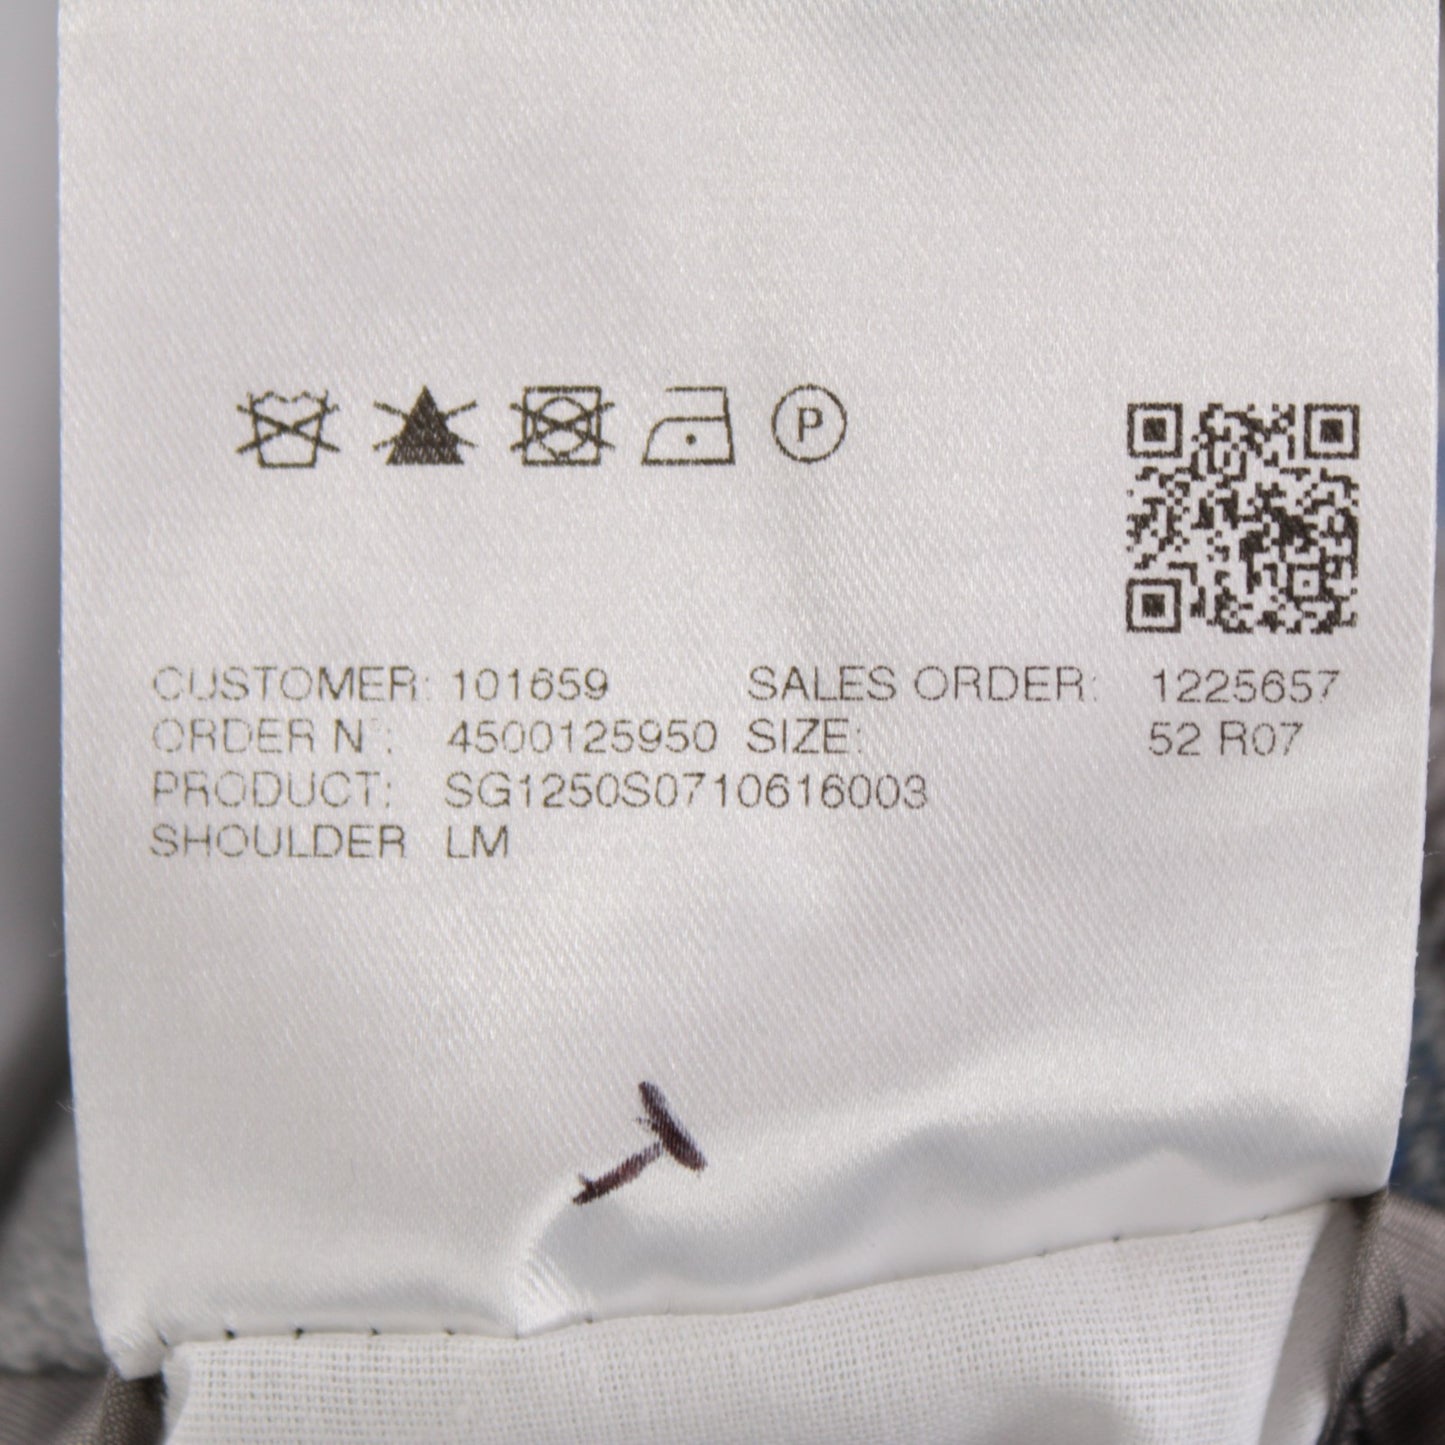 P
CUSTOMER: 101659 SALES ORDER: 1225657
ORDER N°: 4500125950 SIZE: 52 R07
PRODUCT: SG1250S0710616003
SHOULDER LM